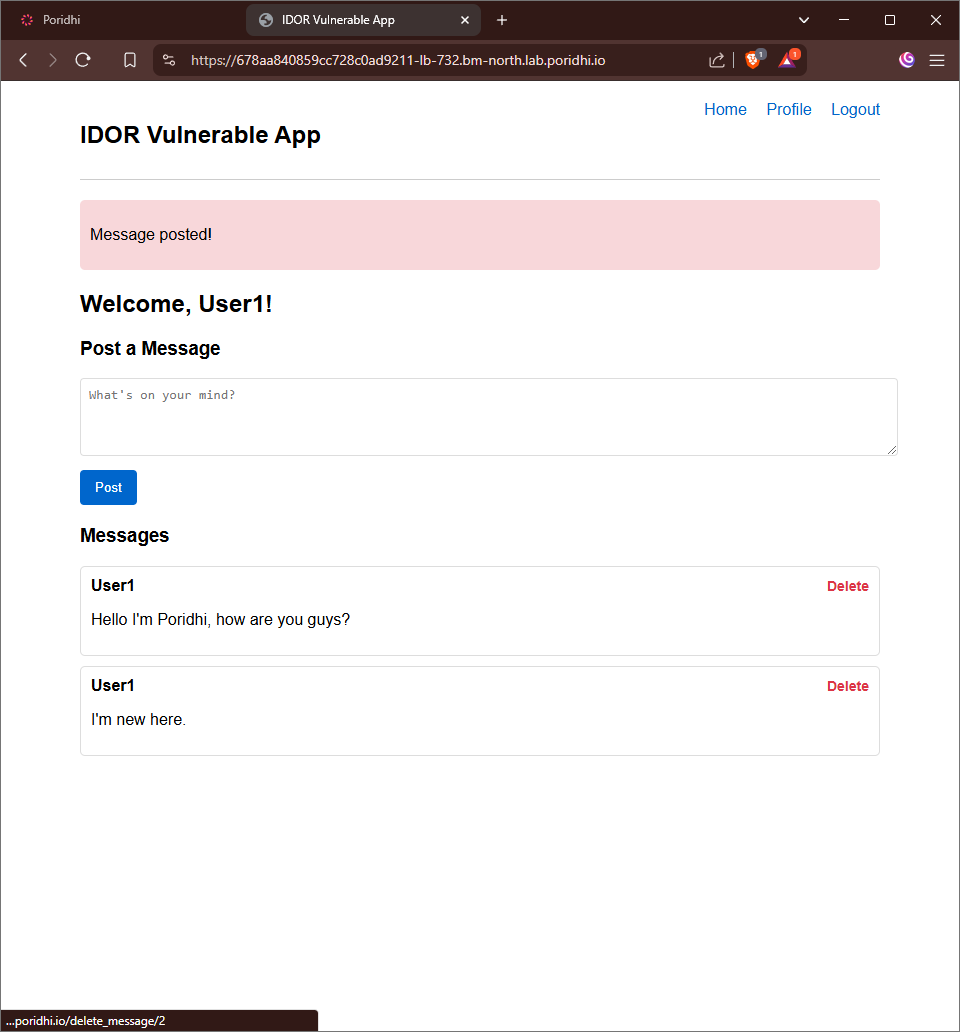 Poridhi
IDOR Vulnerable App
https://678aa840859cc728c0ad9211-lb-732.bm-north.lab.poridhi.io
1
1
Home Profile Logout
IDOR Vulnerable App
Message posted!
Welcome, User1!
Post a Message
What's on your mind?
Post
Messages
User1 Delete
Hello I'm Poridhi, how are you guys?
User1 Delete
I'm new here.
...poridhi.io/delete_message/2